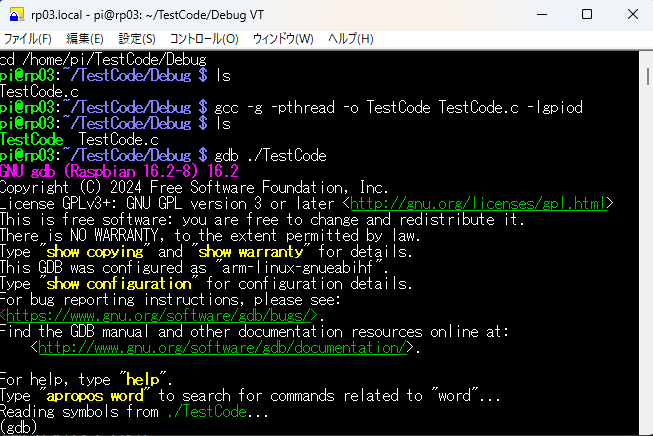 rp03.local - pi@rp03: ~/TestCode/Debug VT
ファイル(F) 編集(E) 設定(S) コントロール(O) ウィンドウ(W) ヘルプ(H)
cd /home/pi/TestCode/Debug
pi@rp03:~/TestCode/Debug $ ls
TestCode.c
pi@rp03:~/TestCode/Debug $ gcc -g -pthread -o TestCode TestCode.c -lgpiod
pi@rp03:~/TestCode/Debug $ ls
TestCode  TestCode.c
pi@rp03:~/TestCode/Debug $ gdb ./TestCode
GNU gdb (Raspbian 16.2-8) 16.2
Copyright (C) 2024 Free Software Foundation, Inc.
License GPLv3+: GNU GPL version 3 or later <http://gnu.org/licenses/gpl.html>
This is free software: you are free to change and redistribute it.
There is NO WARRANTY, to the extent permitted by law.
Type "show copying" and "show warranty" for details.
This GDB was configured as "arm-linux-gnueabihf".
Type "show configuration" for configuration details.
For bug reporting instructions, please see:
<https://www.gnu.org/software/gdb/bugs/>.
Find the GDB manual and other documentation resources online at:
    <http://www.gnu.org/software/gdb/documentation/>.
For help, type "help".
Type "apropos word" to search for commands related to "word"...
Reading symbols from ./TestCode...
(gdb)